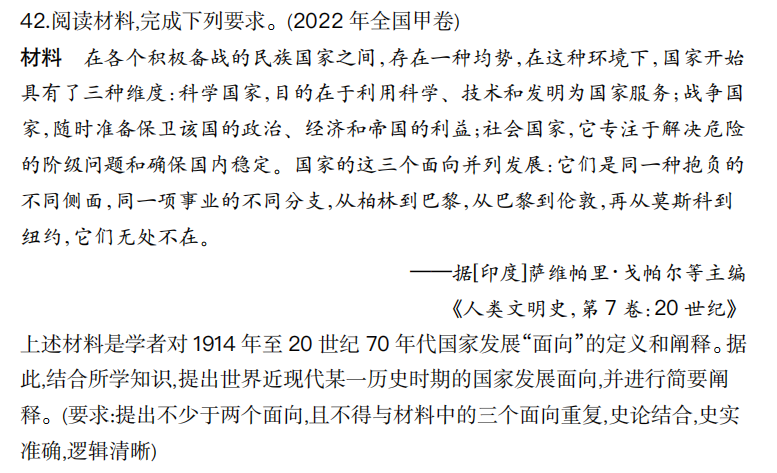 42.阅读材料,完成下列要求。(2022 年全国甲卷)
材料　在各个积极备战的民族国家之间,存在一种均势,在这种环境下,国家开始
具有了三种维度:科学国家,目的在于利用科学、技术和发明为国家服务;战争国
家,随时准备保卫该国的政治、经济和帝国的利益;社会国家,它专注于解决危险
的阶级问题和确保国内稳定。国家的这三个面向并列发展:它们是同一种抱负的
不同侧面,同一项事业的不同分支,从柏林到巴黎,从巴黎到伦敦,再从莫斯科到
纽约,它们无处不在。
——据[印度]萨维帕里·戈帕尔等主编
《人类文明史,第 7 卷:20 世纪》
上述材料是学者对 1914 年至 20 世纪 70 年代国家发展“面向”的定义和阐释。据
此,结合所学知识,提出世界近现代某一历史时期的国家发展面向,并进行简要阐
释。(要求:提出不少于两个面向,且不得与材料中的三个面向重复,史论结合,史实
准确,逻辑清晰)